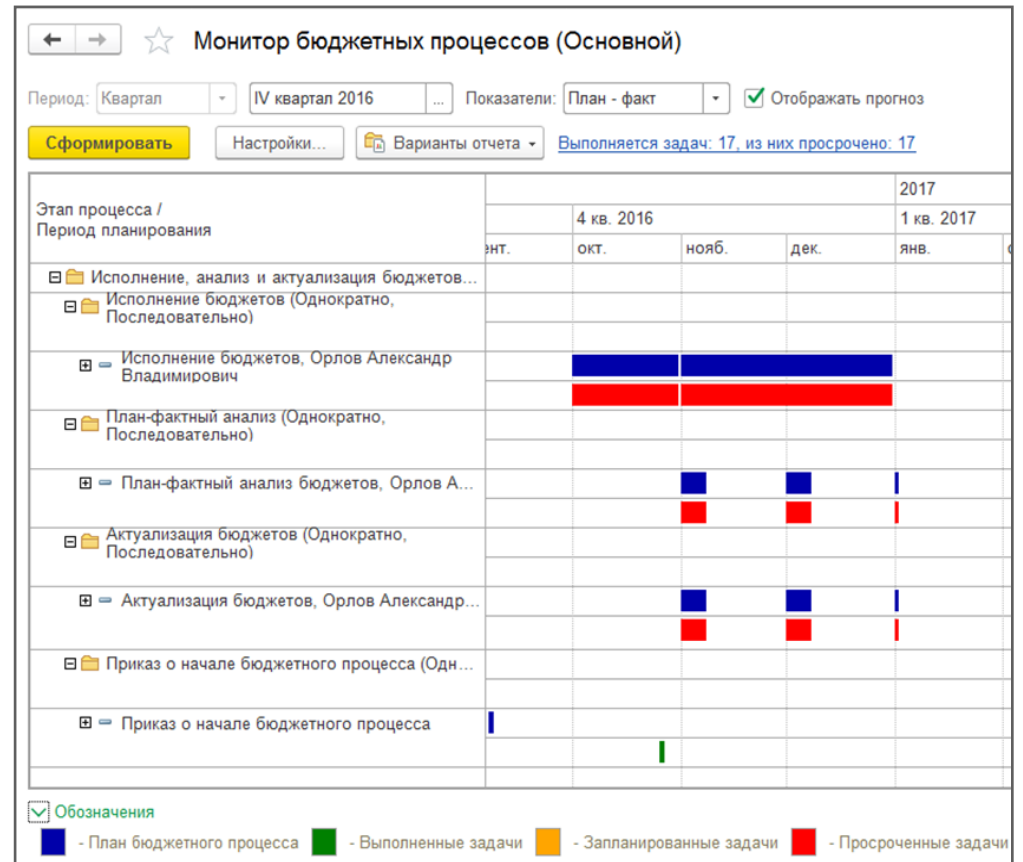 Монитор бюджетных процессов (Основной)
Период: Квартал IV квартал 2016 ... Показатели: План - факт Отображать прогноз
Сформировать Настройки... Варианты отчета Выполняется задач: 17, из них просрочено: 17
Этап процесса /
Период планирования
2017
4 кв. 2016 1 кв. 2017
ент. окт. нояб. дек. янв.
Исполнение, анализ и актуализация бюджетов...
Исполнение бюджетов (Однократно,
Последовательно)
Исполнение бюджетов, Орлов Александр
Владимирович
План-фактный анализ (Однократно,
Последовательно)
План-фактный анализ бюджетов, Орлов А...
Актуализация бюджетов (Однократно,
Последовательно)
Актуализация бюджетов, Орлов Александр...
Приказ о начале бюджетного процесса (Одн...
Приказ о начале бюджетного процесса
Обозначения
- План бюджетного процесса - Выполненные задачи - Запланированные задачи - Просроченные задачи